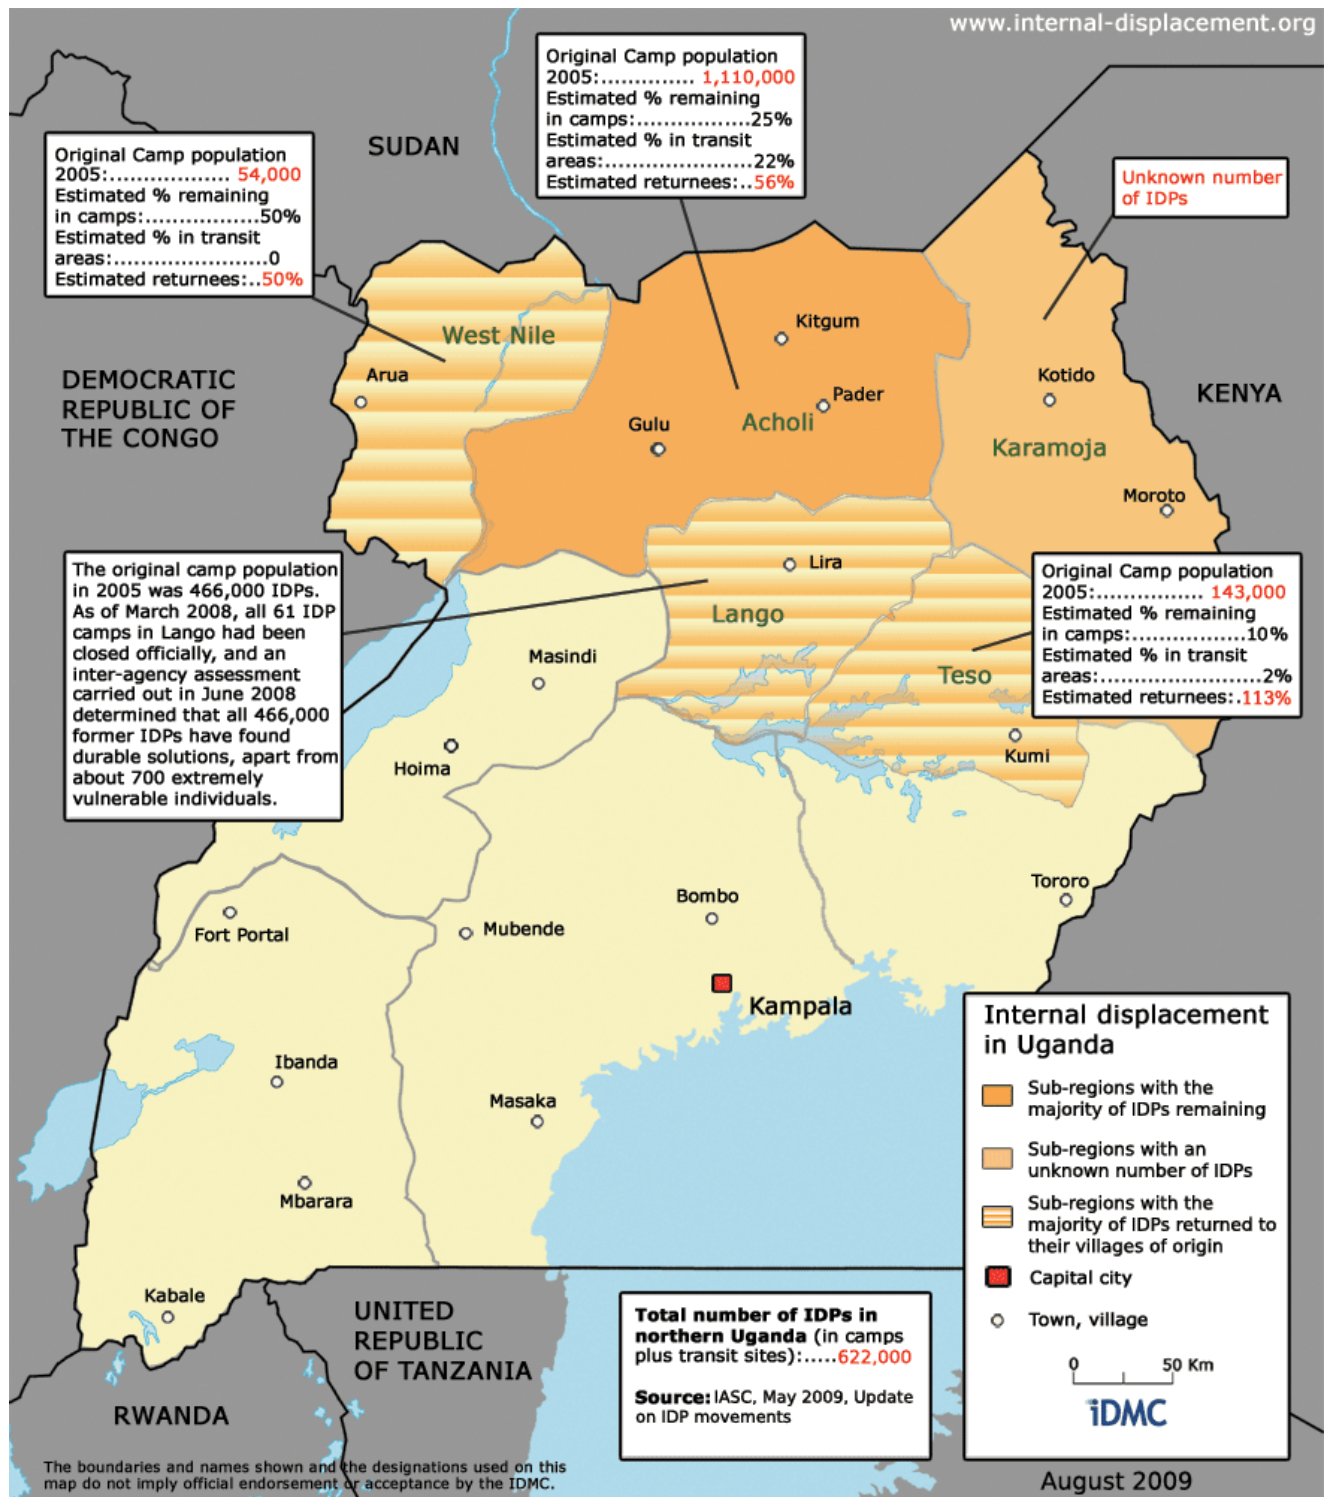 www.internal-displacement.org
Original Camp population
2005:.............. 1,110,000
Estimated % remaining
in camps:.................25%
Estimated % in transit
areas:......................22%
Estimated returnees:..56%
SUDAN
Original Camp population
2005:.................. 54,000
Estimated % remaining
in camps:.................50%
Estimated % in transit
areas:.......................0
Estimated returnees:..50%
Unknown number
of IDPs
West Nile
Kitgum
Arua
Kotido
DEMOCRATIC
REPUBLIC OF
THE CONGO
KENYA
Pader
Gulu
Acholi
Karamoja
Moroto
The original camp population
in 2005 was 466,000 IDPs.
As of March 2008, all 61 IDP
camps in Lango had been
closed officially, and an
inter-agency assessment
carried out in June 2008
determined that all 466,000
former IDPs have found
durable solutions, apart from
about 700 extremely
vulnerable individuals.
Lira
Lango
Original Camp population
2005:................ 143,000
Estimated % remaining
in camps:.................10%
Estimated % in transit
areas:........................2%
Estimated returnees:.113%
Masindi
Teso
Kumi
Hoima
Tororo
Bombo
Mubende
Fort Portal
Kampala
Ibanda
Masaka
Mbarara
Kabale
Internal displacement
in Uganda
Sub-regions with the
majority of IDPs remaining
Sub-regions with an
unknown number of IDPs
Sub-regions with the
majority of IDPs returned to
their villages of origin
Capital city
Town, village
0 50 Km
iDMC
UNITED
REPUBLIC
OF TANZANIA
RWANDA
Total number of IDPs in
northern Uganda (in camps
plus transit sites):.....622,000
Source: IASC, May 2009, Update
on IDP movements
The boundaries and names shown and the designations used on this
map do not imply official endorsement or acceptance by the IDMC.
August 2009